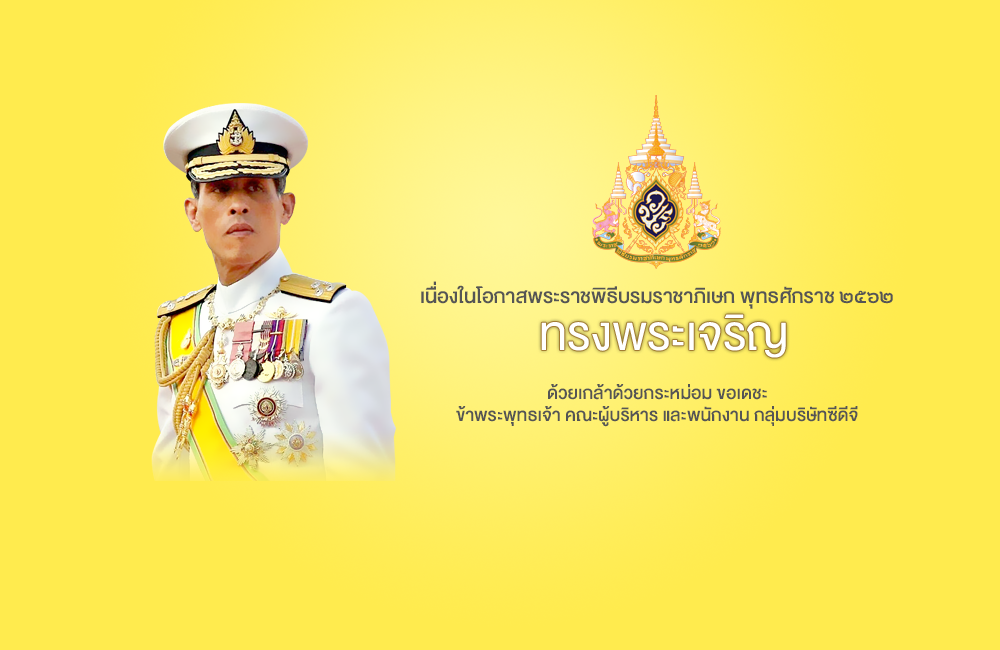 เนื่องในโอกาสพระราชพิธีบรมราชาภิเษก พุทธศักราช ๒๕๖๒
ทรงพระเจริญ
ด้วยเกล้าด้วยกระหม่อม ขอเดชะ
ข้าพระพุทธเจ้า คณะผู้บริหาร และพนักงาน กลุ่มบริษัทซีดีจี